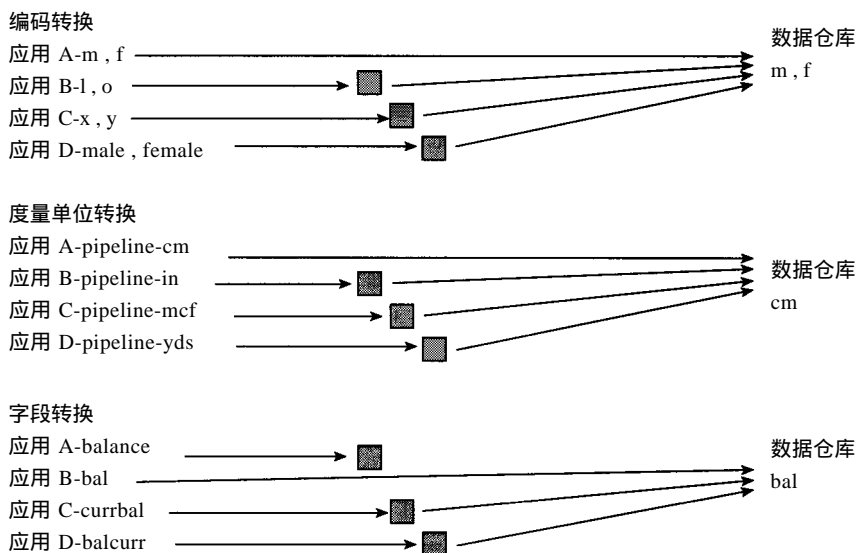 编码转换
应用 A-m , f
应用 B-l , o
应用 C-x , y
应用 D-male , female
数据仓库
m , f
度量单位转换
应用 A-pipeline-cm
应用 B-pipeline-in
应用 C-pipeline-mcf
应用 D-pipeline-yds
数据仓库
cm
字段转换
应用 A-balance
应用 B-bal
应用 C-currbal
应用 D-balcurr
数据仓库
bal